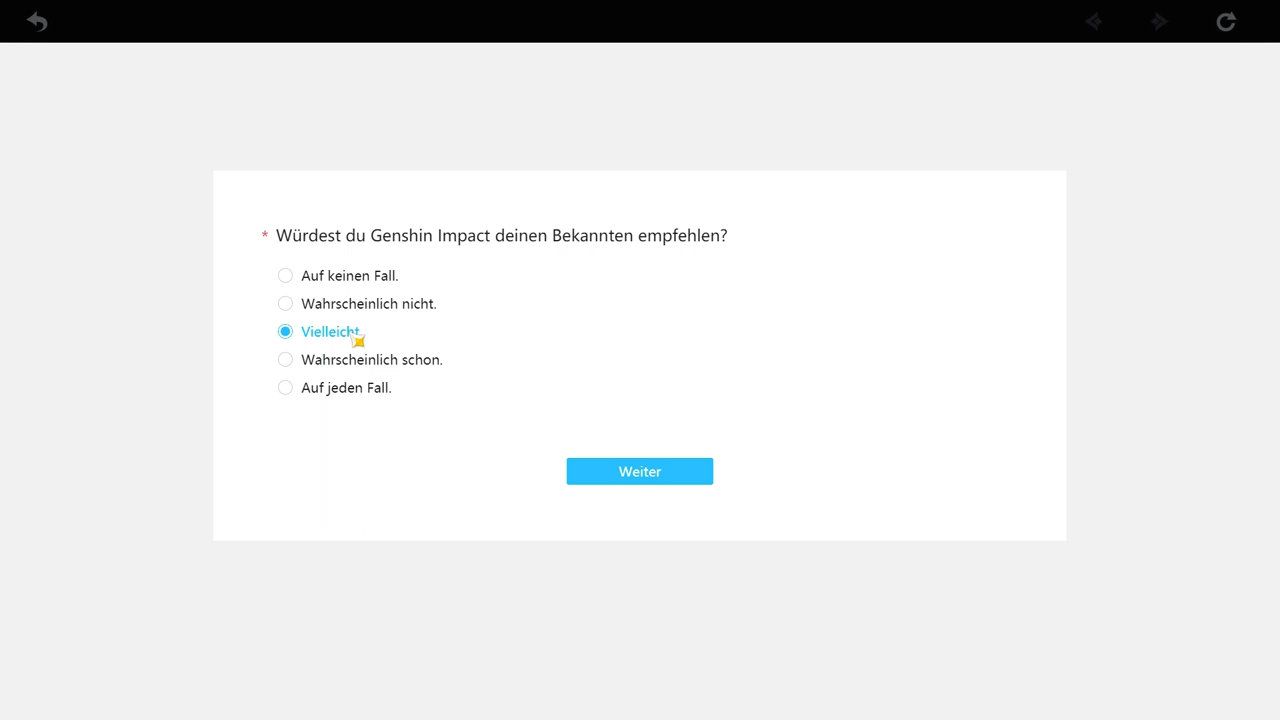 * Würdest du Genshin Impact deinen Bekannten empfehlen?
Auf keinen Fall.
Wahrscheinlich nicht.
Vielleicht.
Wahrscheinlich schon.
Auf jeden Fall.
Weiter